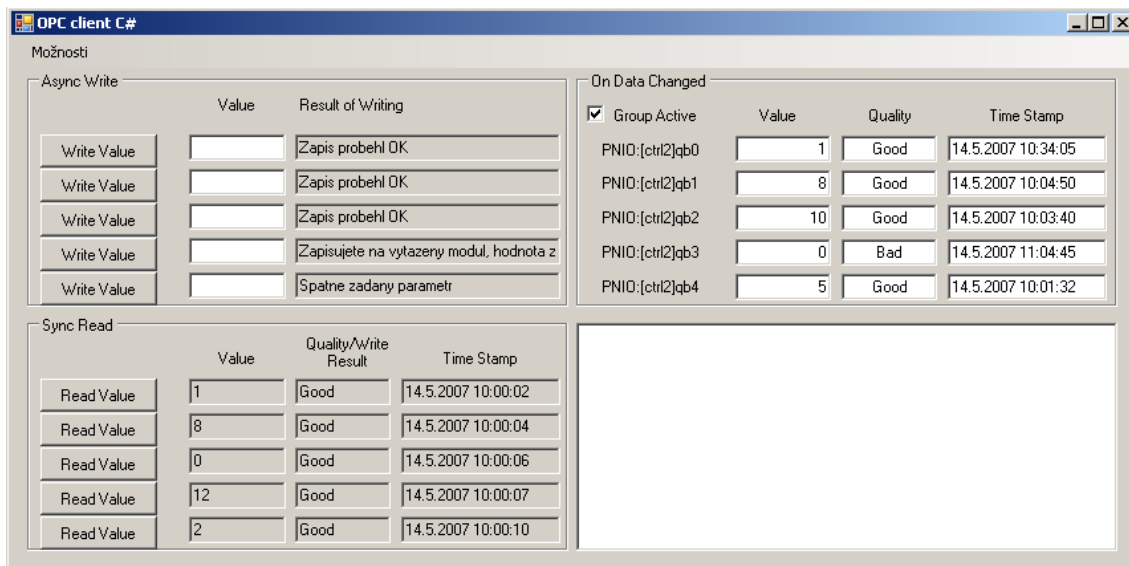 OPC client C#
Možnosti
Async Write
Value Result of Writing
Write Value Zapis probehl OK
Write Value Zapis probehl OK
Write Value Zapis probehl OK
Write Value Zapisujete na vytazeny modul, hodnota z
Write Value Spatne zadany parametr
On Data Changed
Group Active Value Quality Time Stamp
PNIO:[ctrl2]qb0 1 Good 14.5.2007 10:34:05
PNIO:[ctrl2]qb1 8 Good 14.5.2007 10:04:50
PNIO:[ctrl2]qb2 10 Good 14.5.2007 10:03:40
PNIO:[ctrl2]qb3 0 Bad 14.5.2007 11:04:45
PNIO:[ctrl2]qb4 5 Good 14.5.2007 10:01:32
Sync Read
Value Quality/Write Result Time Stamp
Read Value 1 Good 14.5.2007 10:00:02
Read Value 8 Good 14.5.2007 10:00:04
Read Value 0 Good 14.5.2007 10:00:06
Read Value 12 Good 14.5.2007 10:00:07
Read Value 2 Good 14.5.2007 10:00:10